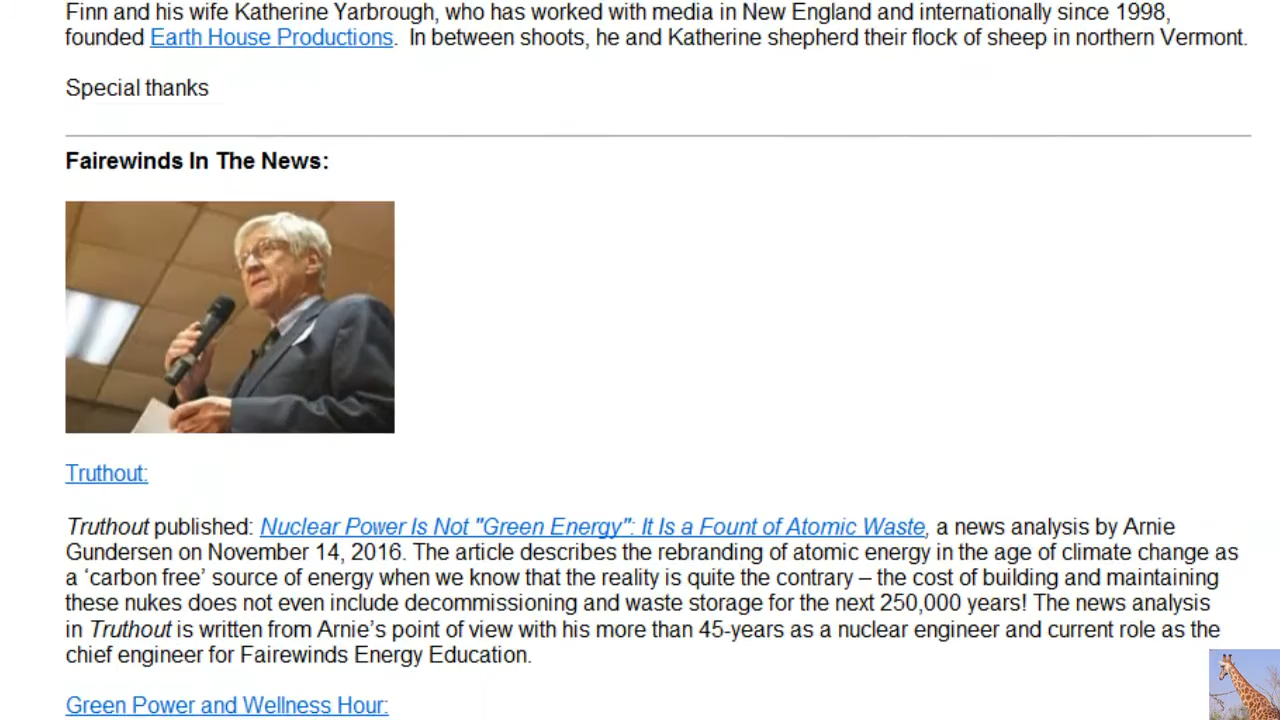 Finn and his wife Katherine Yarbrough, who has worked with media in New England and internationally since 1998,
founded Earth House Productions.  In between shoots, he and Katherine shepherd their flock of sheep in northern Vermont.
Special thanks
Fairewinds In The News:
Truthout:
Truthout published: Nuclear Power Is Not "Green Energy": It Is a Fount of Atomic Waste, a news analysis by Arnie
Gundersen on November 14, 2016. The article describes the rebranding of atomic energy in the age of climate change as
a ‘carbon free’ source of energy when we know that the reality is quite the contrary – the cost of building and maintaining
these nukes does not even include decommissioning and waste storage for the next 250,000 years! The news analysis
in Truthout is written from Arnie’s point of view with his more than 45-years as a nuclear engineer and current role as the
chief engineer for Fairewinds Energy Education.
Green Power and Wellness Hour: